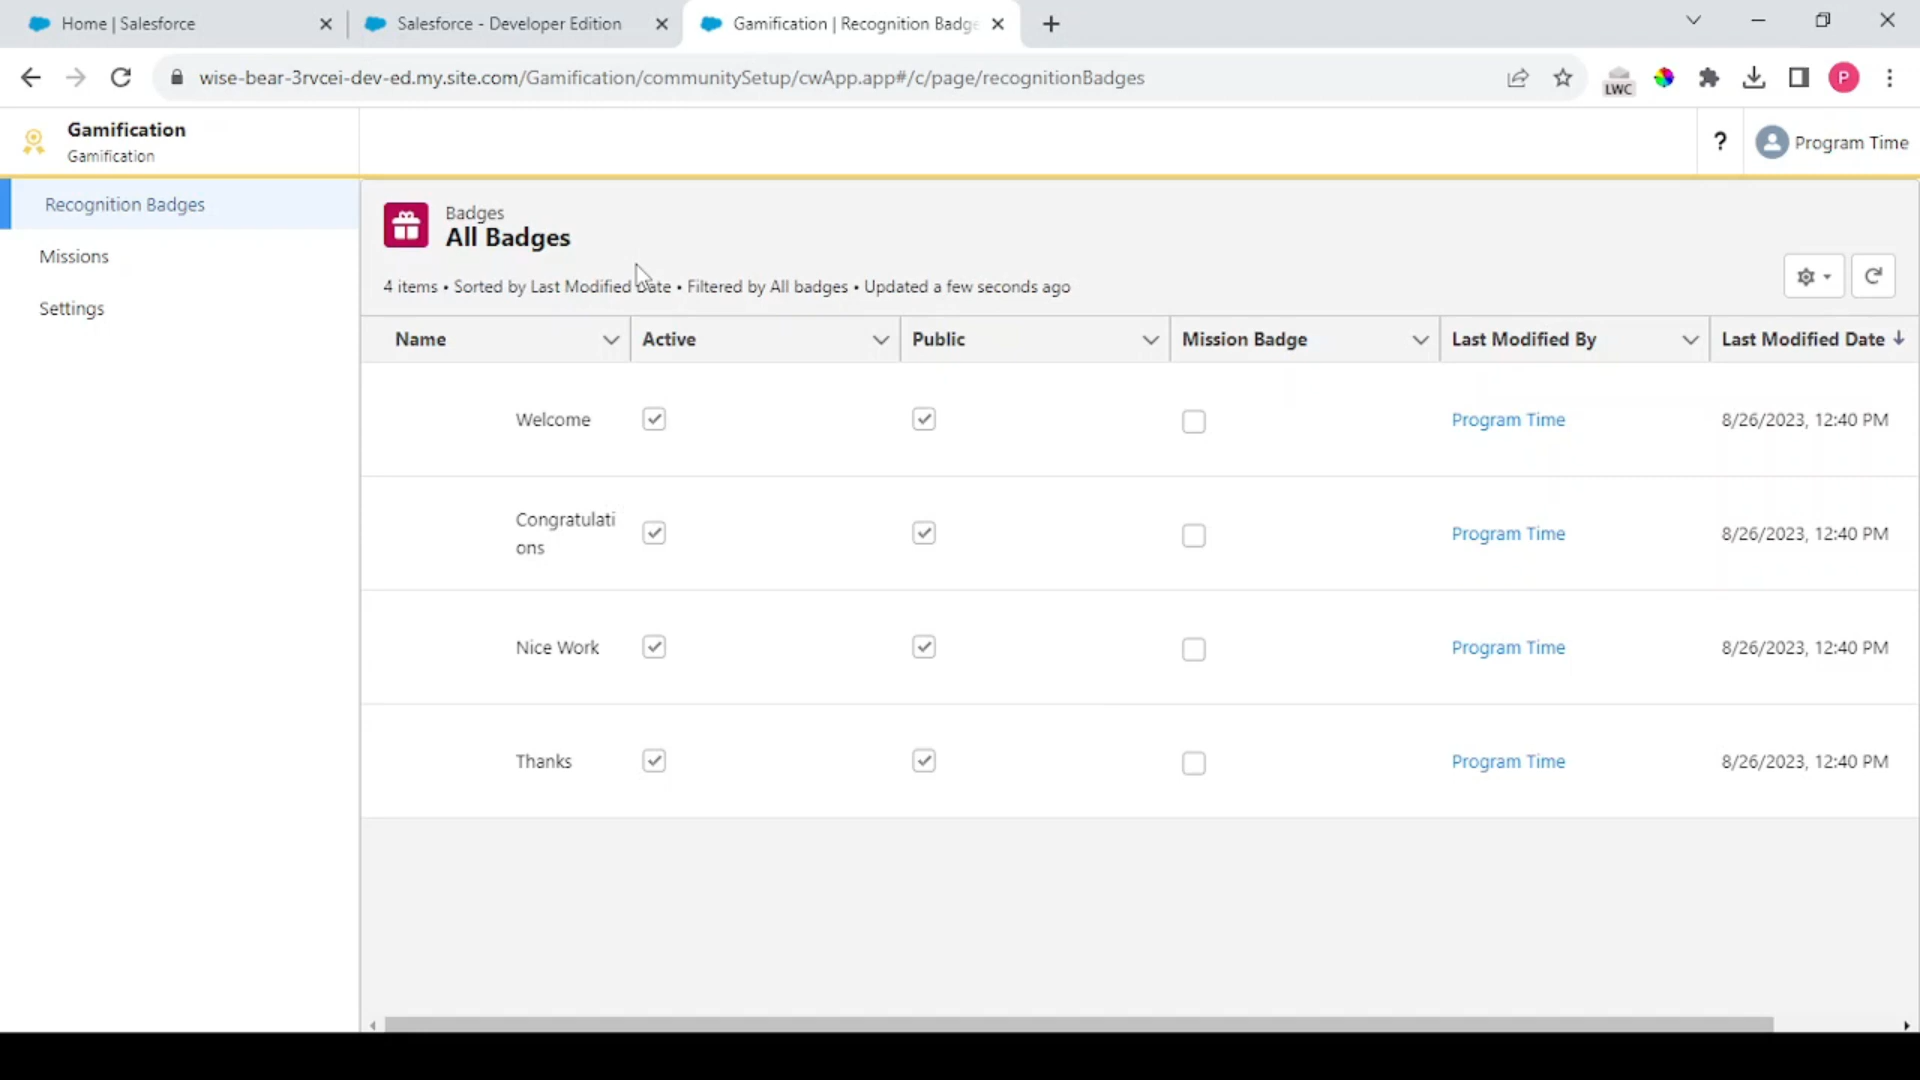 Home | Salesforce
Salesforce - Developer Edition
Gamification | Recognition Badge
wise-bear-3rvcei-dev-ed.my.site.com/Gamification/communitySetup/cwApp.app#/c/page/recognitionBadges
LWC
P
Gamification
Gamification
?
Program Time
Recognition Badges
Missions
Settings
Badges
All Badges
4 items • Sorted by Last Modified Date • Filtered by All badges • Updated a few seconds ago
Name Active Public Mission Badge Last Modified By Last Modified Date
Welcome Program Time 8/26/2023, 12:40 PM
Congratulati
ons Program Time 8/26/2023, 12:40 PM
Nice Work Program Time 8/26/2023, 12:40 PM
Thanks Program Time 8/26/2023, 12:40 PM